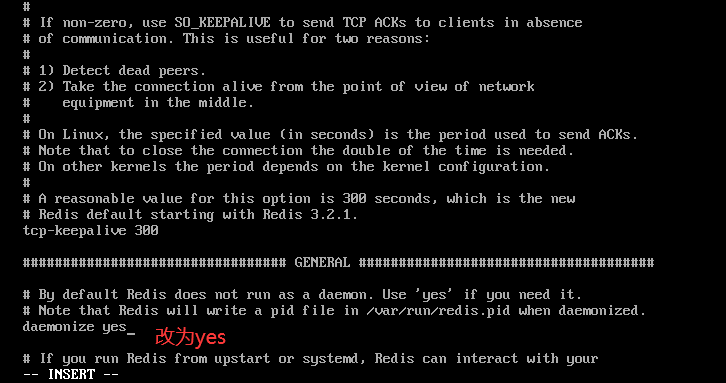 #
# If non-zero, use SO_KEEPALIVE to send TCP ACKs to clients in absence
# of communication. This is useful for two reasons:
#
# 1) Detect dead peers.
# 2) Take the connection alive from the point of view of network
#    equipment in the middle.
#
# On Linux, the specified value (in seconds) is the period used to send ACKs.
# Note that to close the connection the double of the time is needed.
# On other kernels the period depends on the kernel configuration.
#
# A reasonable value for this option is 300 seconds, which is the new
# Redis default starting with Redis 3.2.1.
tcp-keepalive 300
################################# GENERAL #####################################
# By default Redis does not run as a daemon. Use 'yes' if you need it.
# Note that Redis will write a pid file in /var/run/redis.pid when daemonized.
daemonize yes_ 改为yes
# If you run Redis from upstart or systemd, Redis can interact with your
-- INSERT --